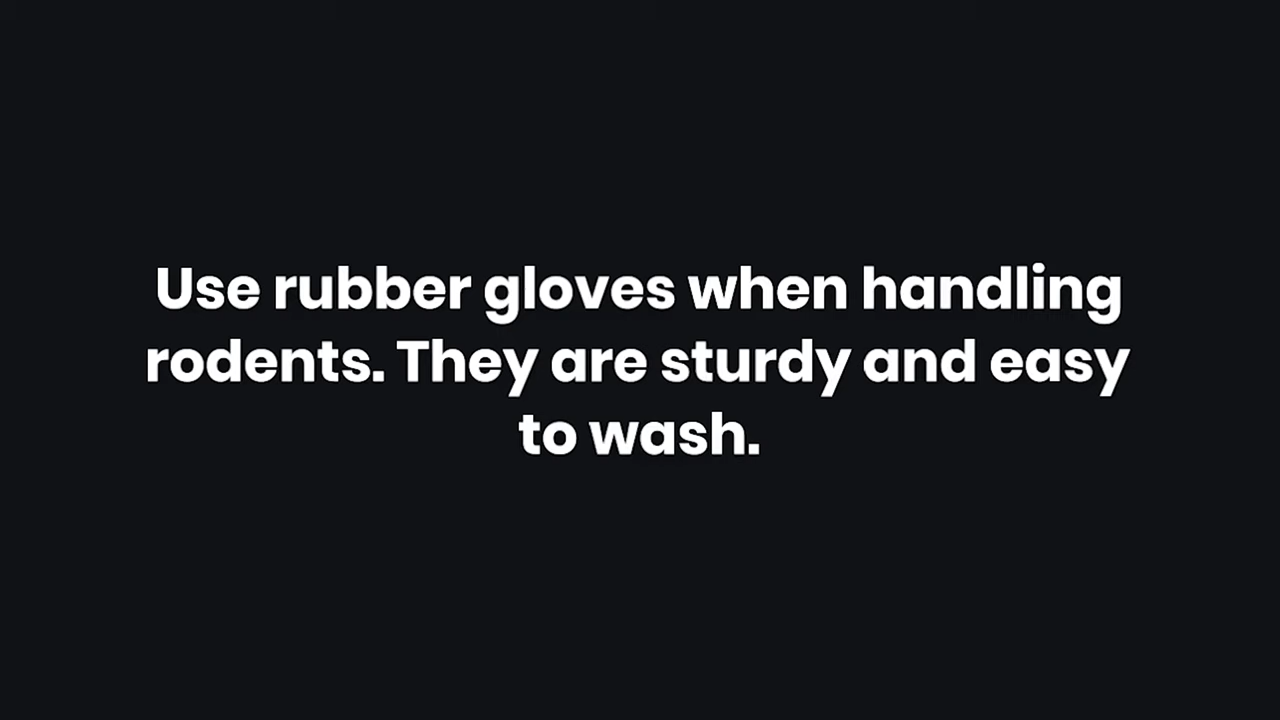 Use rubber gloves when handling
rodents. They are sturdy and easy
to wash.